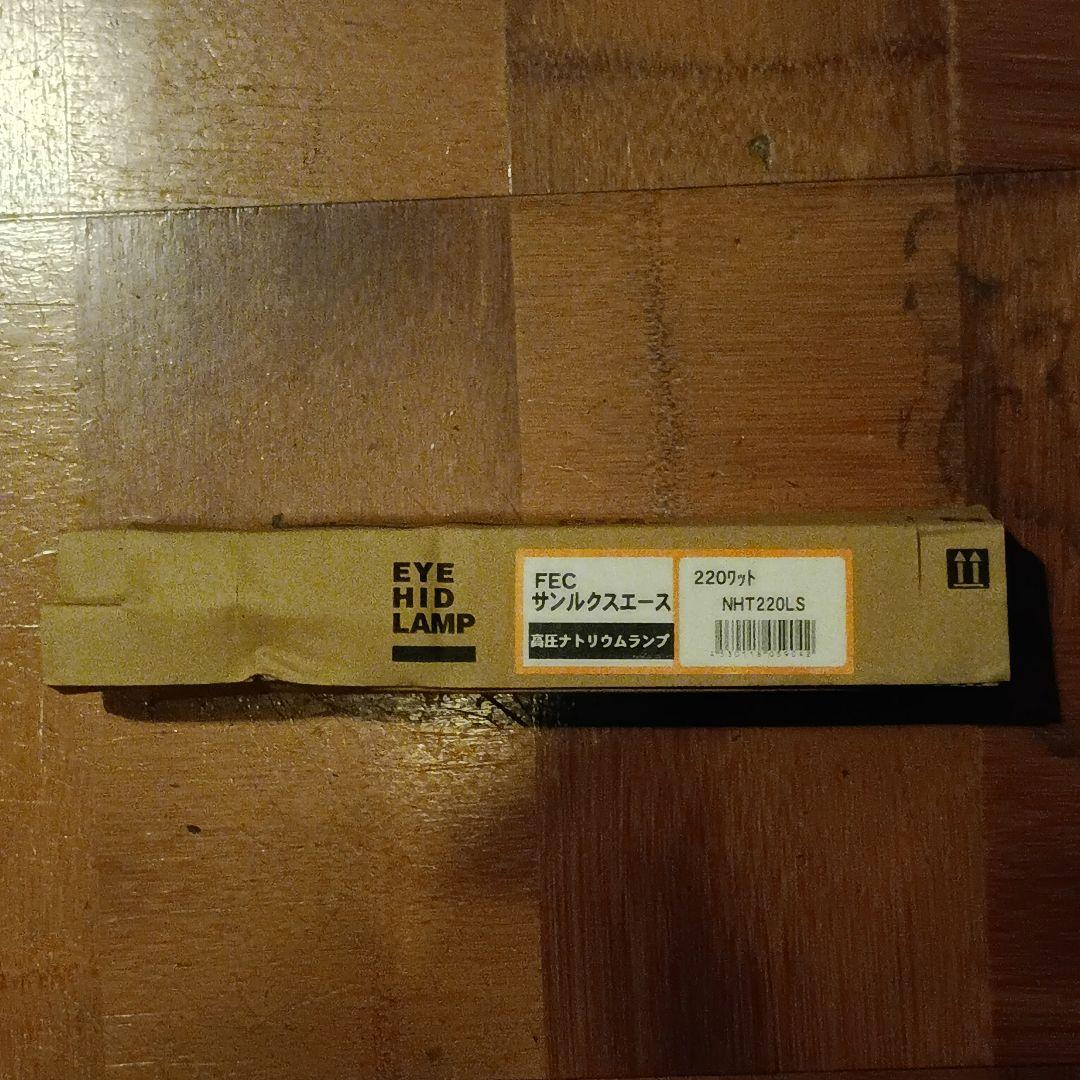 EYE
HID
LAMP
FEC
サンルクスエース
高圧ナトリウムランプ
220ワット
NHT220LS